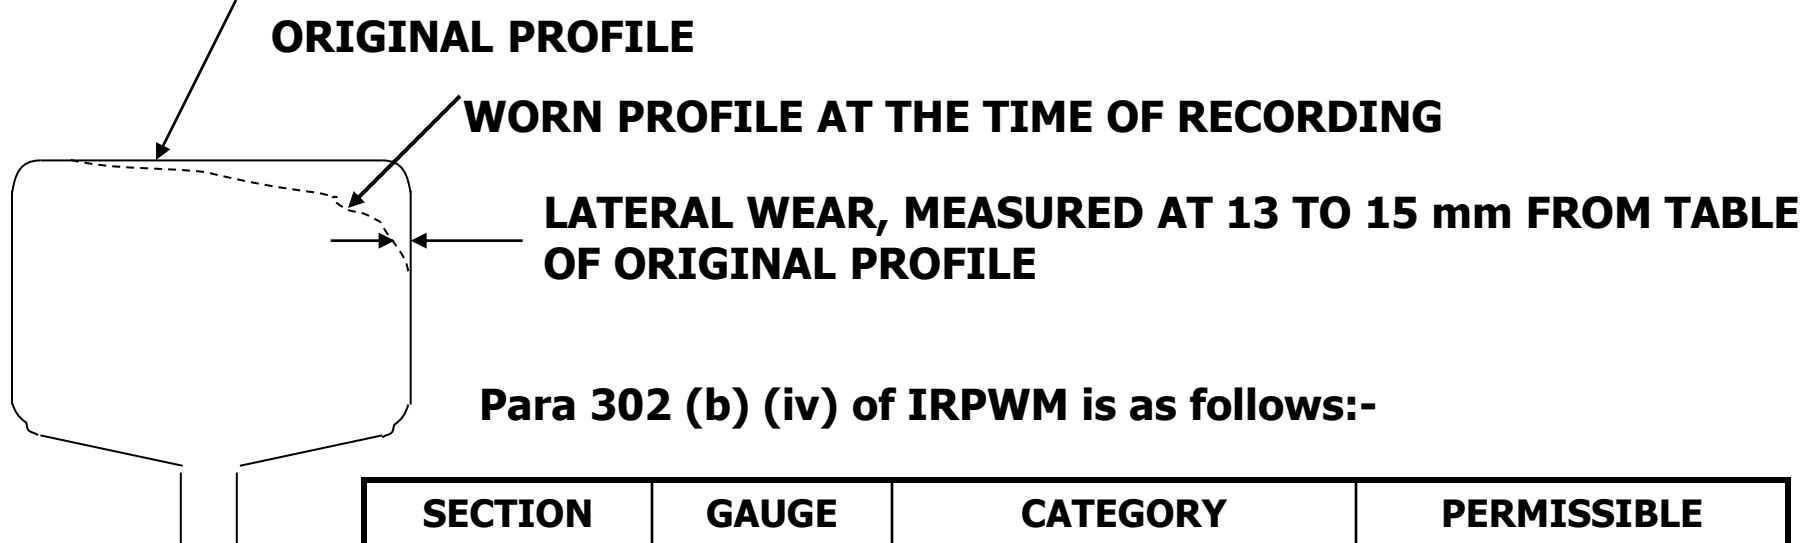 ORIGINAL PROFILE
WORN PROFILE AT THE TIME OF RECORDING
LATERAL WEAR, MEASURED AT 13 TO 15 mm FROM TABLE
OF ORIGINAL PROFILE
Para 302 (b) (iv) of IRPWM is as follows:-
SECTION GAUGE CATEGORY PERMISSIBLE